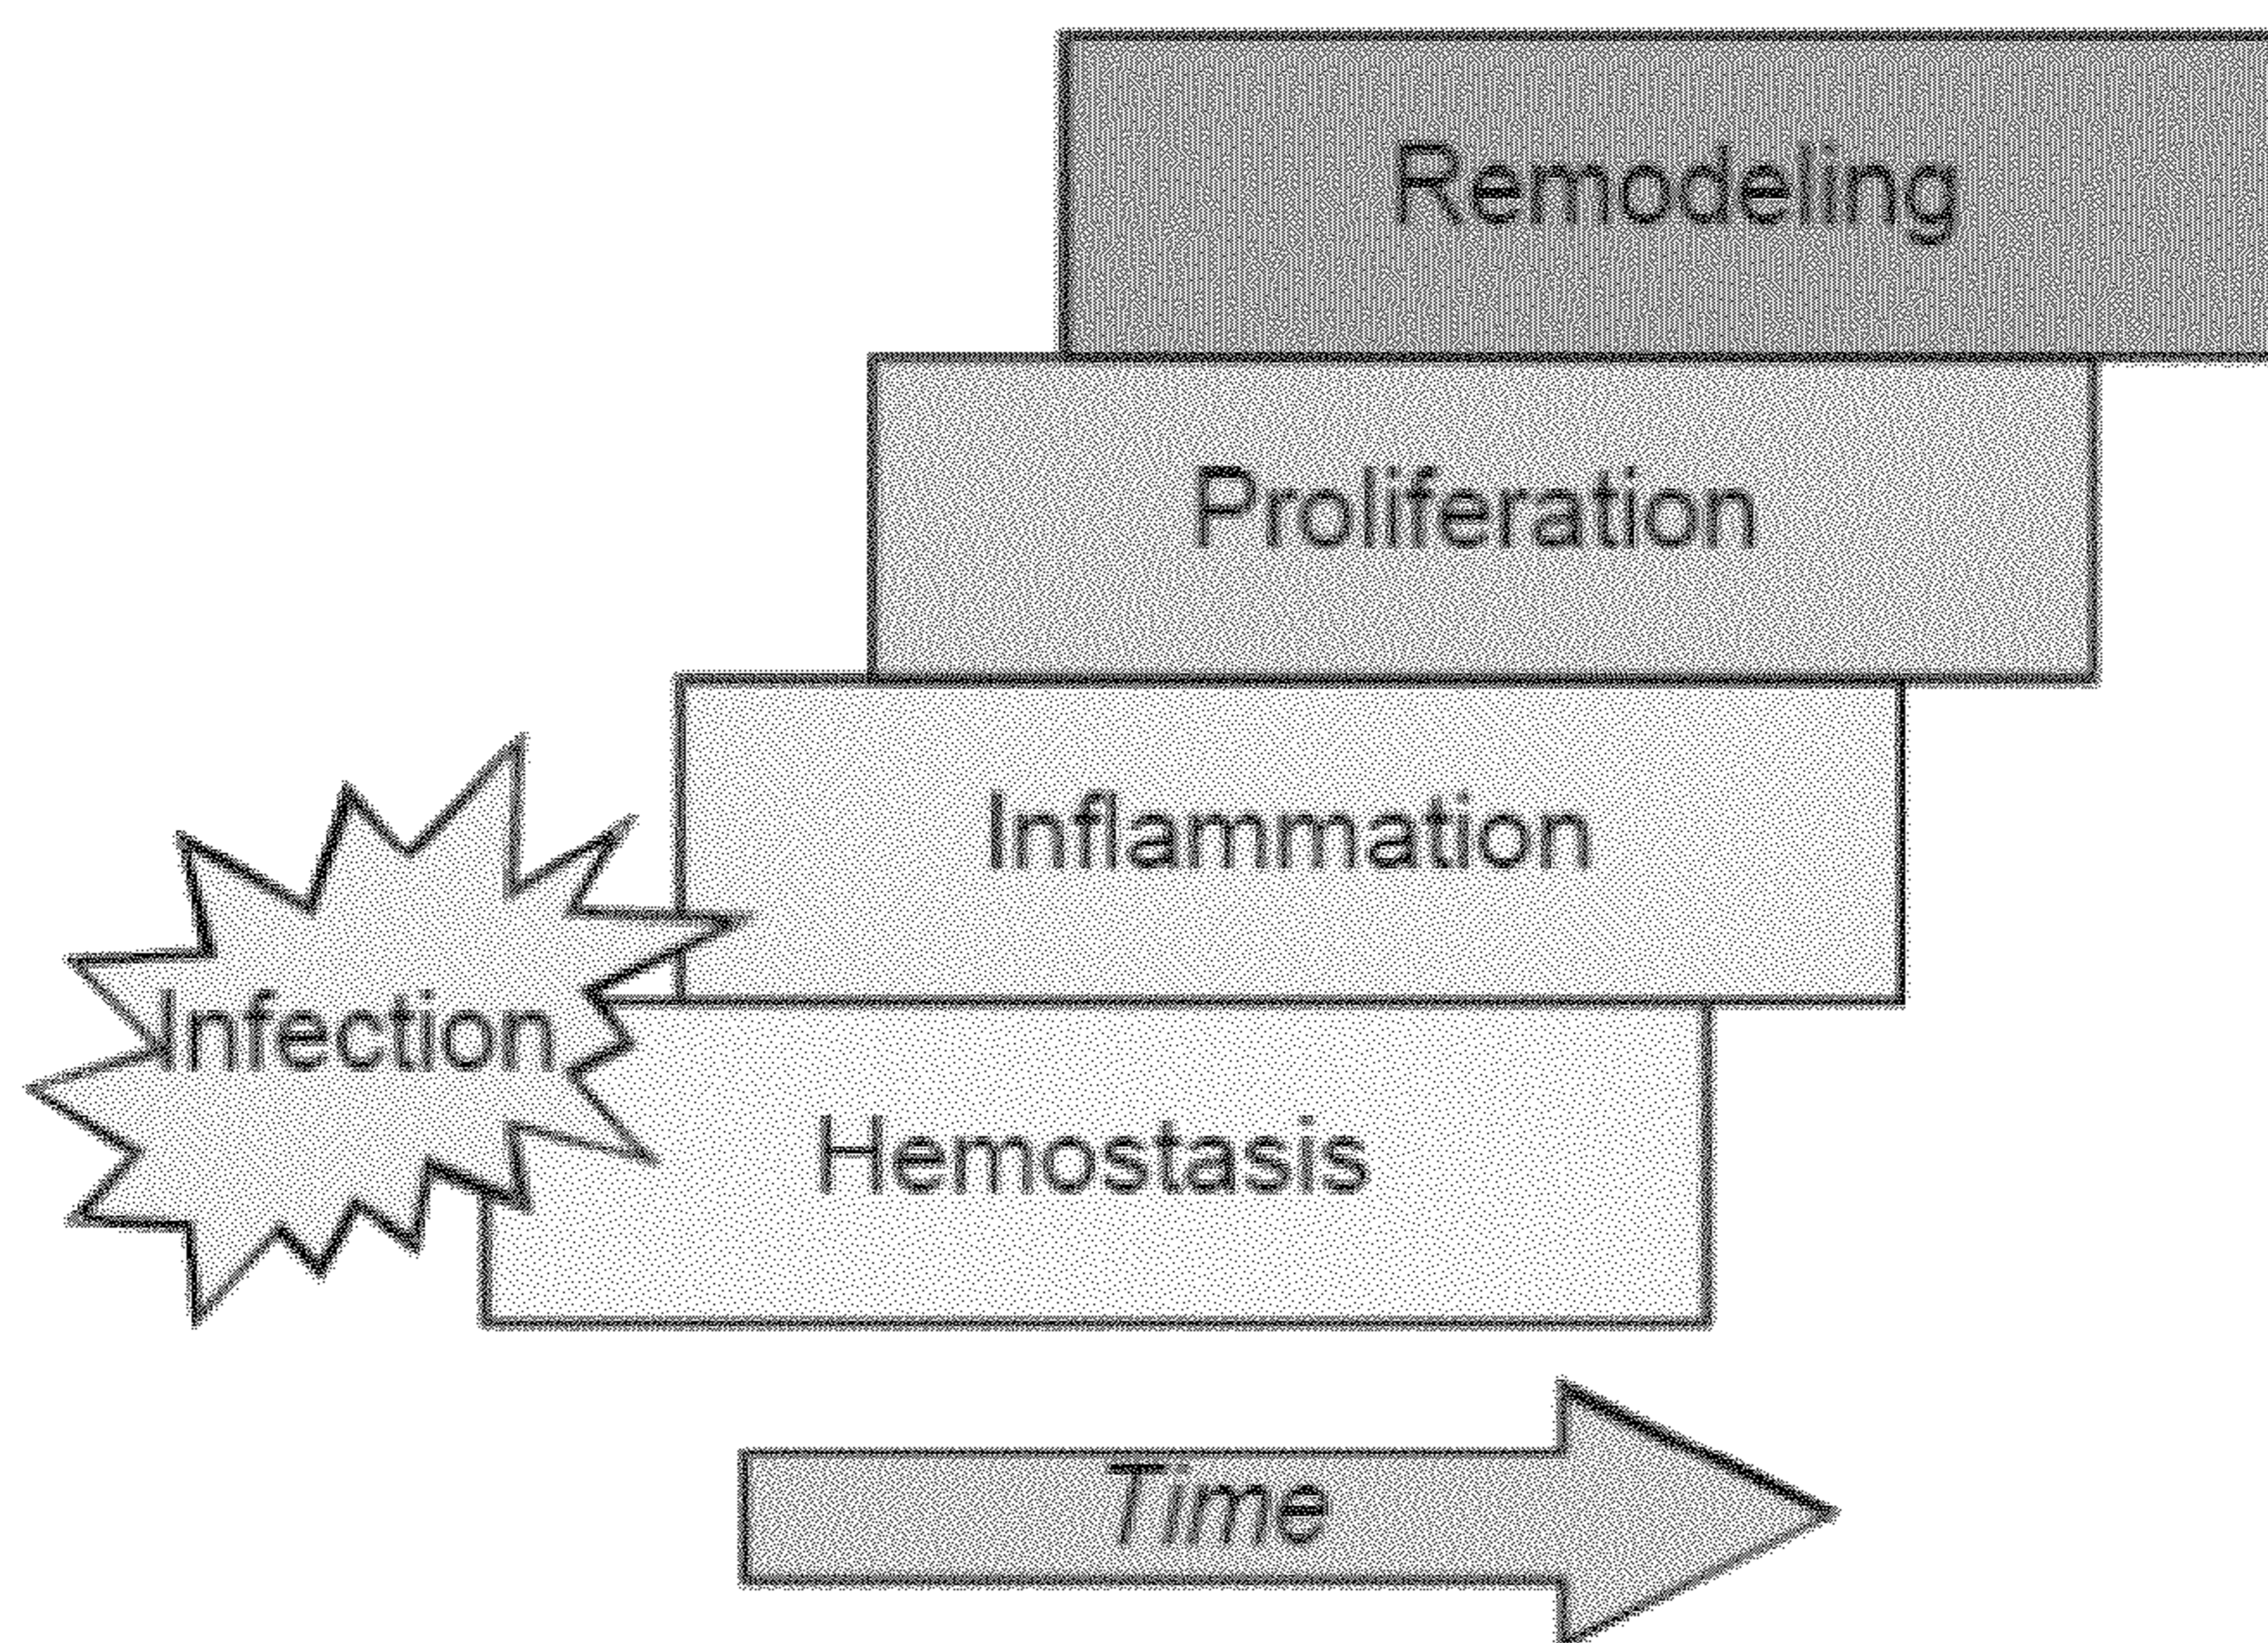 Remodeling
Proliferation
Inflammation
Infection
Hemostasis
Time